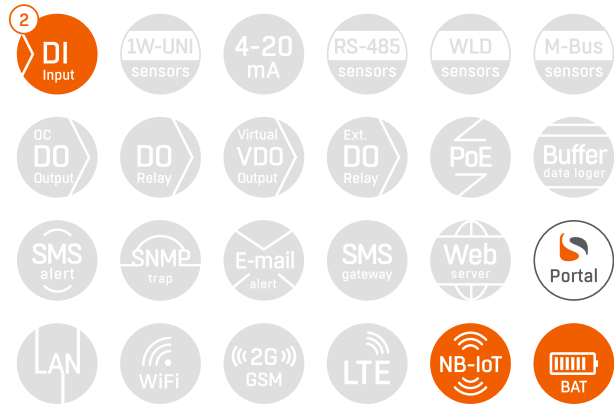 2
DI
Input
1W-UNI
sensors
4-20
mA
RS-485
sensors
WLD
sensors
M-Bus
sensors
OC
DO
Output
DO
Relay
Virtual
VDO
Output
Ext.
DO
Relay
PoE
Buffer
data loger
SMS
alert
SNMP
trap
E-mail
alert
SMS
gateway
Web
server
Portal
LAN
WiFi
2G
GSM
LTE
NB-IoT
BAT